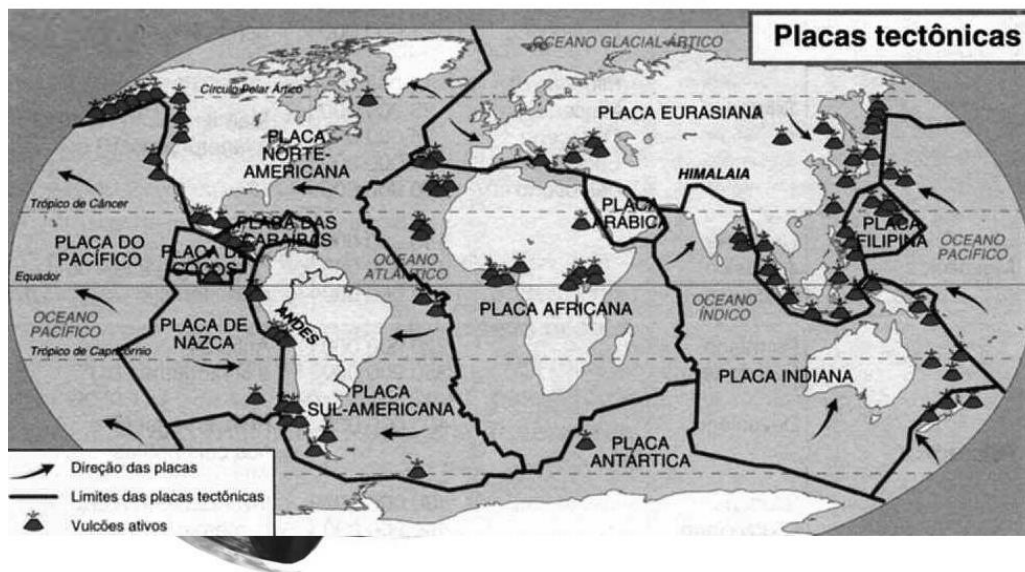 Placas tectônicas
OCEANO GLACIAL ÁRTICO
Círculo Polar Ártico
PLACA
NORTE-
AMERICANA
PLACA EURASIANA
HIMALAIA
Trópico de Câncer
PLACA DAS
CARAÍBAS
PLACA
ARÁBICA
PLACA
FILIPINA
PLACA DO
PACÍFICO
PLACA DE
COCOS
OCEANO
PACÍFICO
Equador
OCEANO
ATLÂNTICO
PLACA AFRICANA
OCEANO
ÍNDICO
OCEANO
PACÍFICO
PLACA DE
NAZCA
ANDES
Trópico de Capricórnio
PLACA
SUL-AMERICANA
PLACA INDIANA
PLACA
ANTÁRTICA
Direção das placas
Limites das placas tectônicas
Vulcões ativos